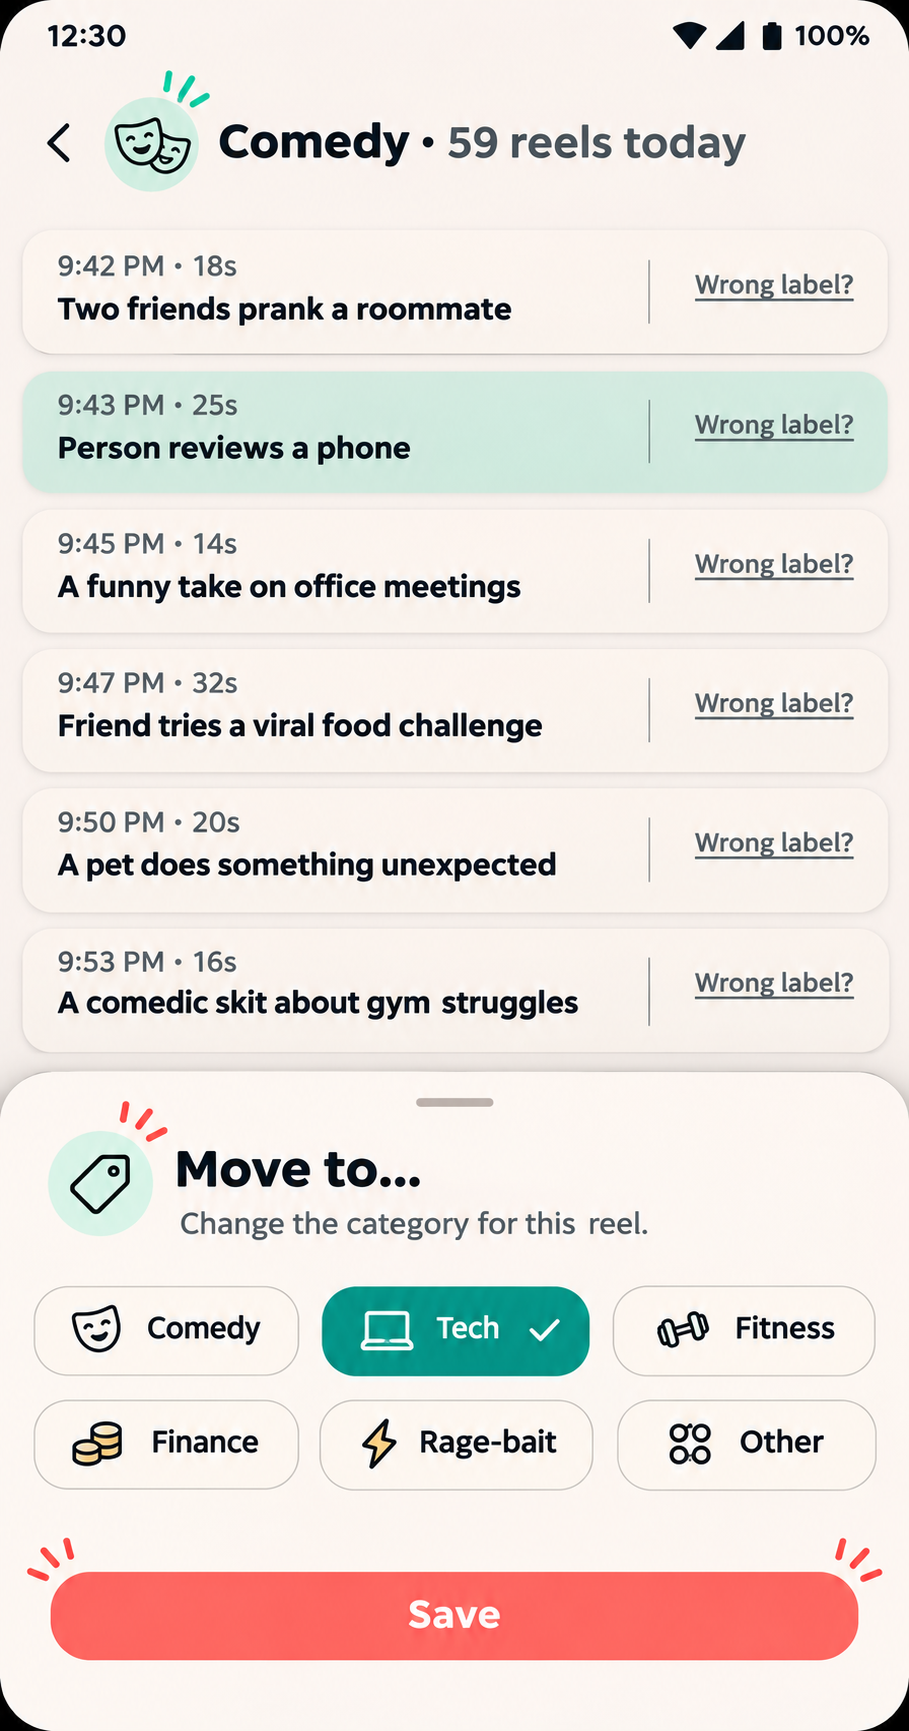 12:30 100%
Comedy • 59 reels today
9:42 PM • 18s
Two friends prank a roommate
Wrong label?
9:43 PM • 25s
Person reviews a phone
Wrong label?
9:45 PM • 14s
A funny take on office meetings
Wrong label?
9:47 PM • 32s
Friend tries a viral food challenge
Wrong label?
9:50 PM • 20s
A pet does something unexpected
Wrong label?
9:53 PM • 16s
A comedic skit about gym struggles
Wrong label?
Move to...
Change the category for this reel.
Comedy Tech Fitness
Finance Rage-bait Other
Save